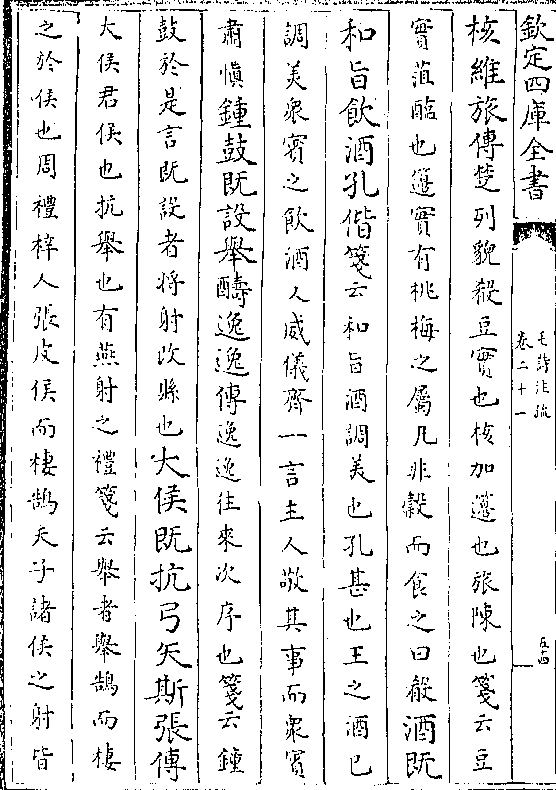 欽定四庫全書
毛詩注疏
卷二十一
五十四
核維旅傳楚列貌殽豆實也核加籩也旅陳也箋云豆
實菹醢也籩實有桃梅之屬凡非穀而食之曰殽酒既
和旨飲酒孔偕箋云和旨酒調美也孔甚也王之酒已
調美衆賓之飲酒人威儀齊一言主人敬其事而衆賓
肅慎鍾鼓既設舉醻逸逸傳逸逸往來次序也箋云鍾
鼓於是言既設者將射改縣也大侯既抗弓矢斯張傳
大侯君侯也抗舉也有燕射之禮箋云舉者舉鵠而棲
之於侯也周禮梓人張皮侯而棲鵠天子諸侯之射皆